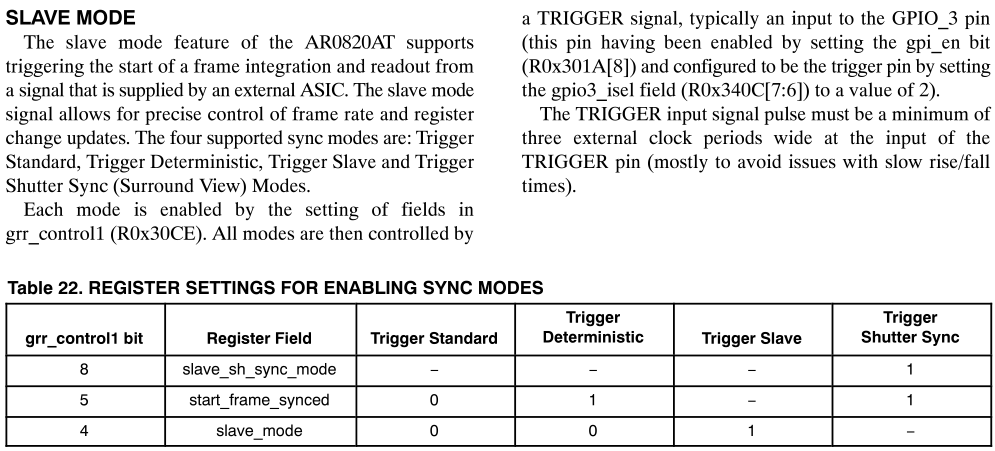 SLAVE MODE
The slave mode feature of the AR0820AT supports
triggering the start of a frame integration and readout from
a signal that is supplied by an external ASIC. The slave mode
signal allows for precise control of frame rate and register
change updates. The four supported sync modes are: Trigger
Standard, Trigger Deterministic, Trigger Slave and Trigger
Shutter Sync (Surround View) Modes.
Each mode is enabled by the setting of fields in
grr_control1 (R0x30CE). All modes are then controlled by
a TRIGGER signal, typically an input to the GPIO_3 pin
(this pin having been enabled by setting the gpi_en bit
(R0x301A[8]) and configured to be the trigger pin by setting
the gpio3_isel field (R0x340C[7:6]) to a value of 2).
The TRIGGER input signal pulse must be a minimum of
three external clock periods wide at the input of the
TRIGGER pin (mostly to avoid issues with slow rise/fall
times).
Table 22. REGISTER SETTINGS FOR ENABLING SYNC MODES
grr_control1 bit Register Field Trigger Standard Trigger Deterministic Trigger Slave Trigger Shutter Sync
8 slave_sh_sync_mode – – – 1
5 start_frame_synced 0 1 – 1
4 slave_mode 0 0 1 –